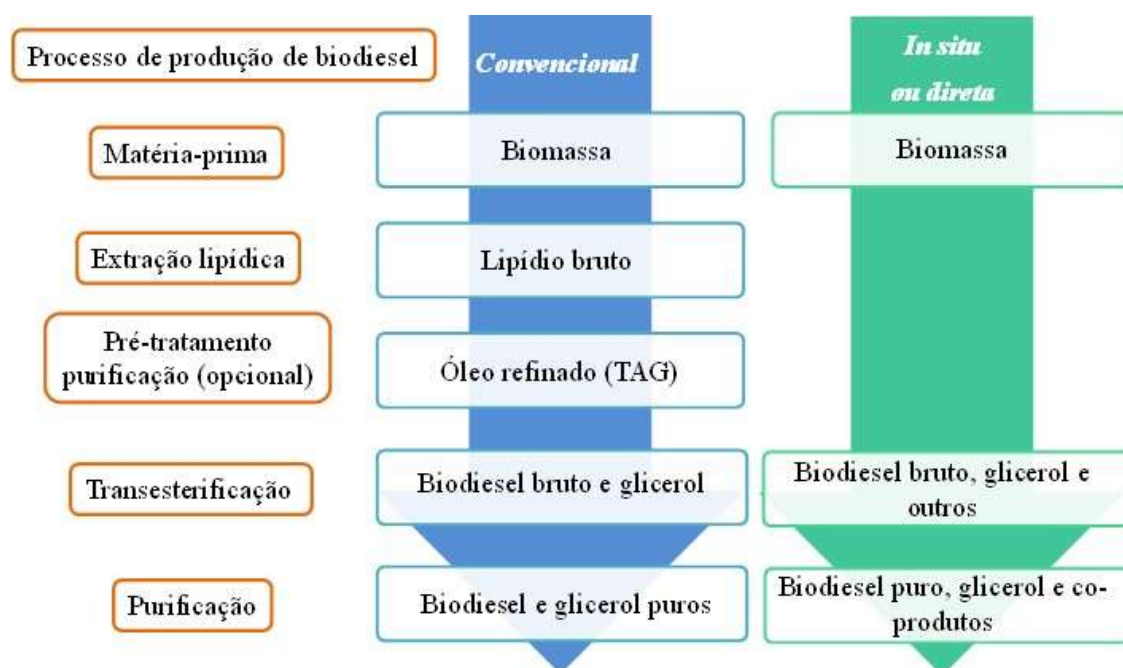 Processo de produção de biodiesel
Convencional
In situ
ou direta
Matéria-prima
Biomassa
Biomassa
Extração lipídica
Lipídio bruto
Pré-tratamento
purificação (opcional)
Óleo refinado (TAG)
Transesterificação
Biodiesel bruto e glicerol
Biodiesel bruto, glicerol e
outros
Purificação
Biodiesel e glicerol puros
Biodiesel puro, glicerol e co-
produtos